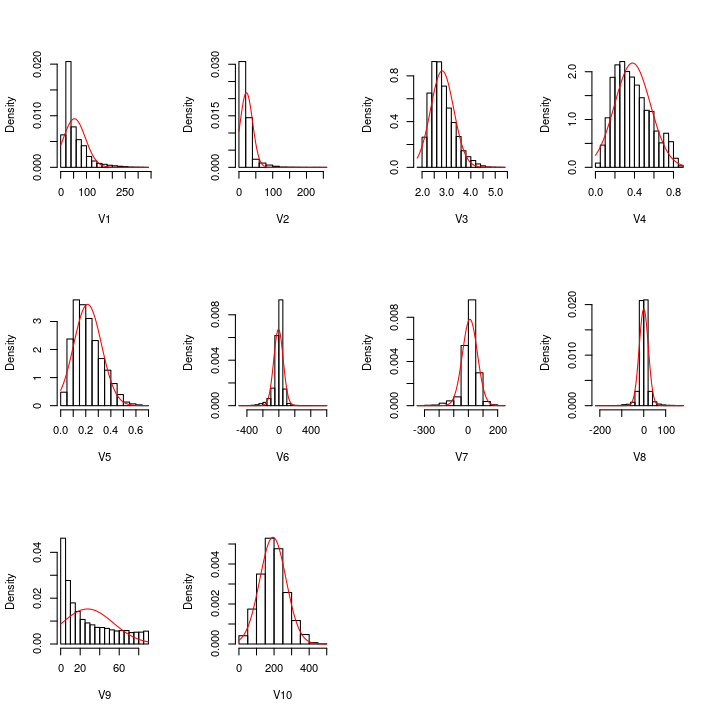 Density
0.000 0.010 0.020
0 100 250
V1
Density
0.000 0.015 0.030
0 100 200
V2
Density
0.0 0.4 0.8
2.0 3.0 4.0 5.0
V3
Density
0.0 1.0 2.0
0.0 0.4 0.8
V4
Density
0 1 2 3
0.0 0.2 0.4 0.6
V5
Density
0.000 0.004 0.008
-400 0 400
V6
Density
0.000 0.004 0.008
-300 0 200
V7
Density
0.000 0.010 0.020
-200 0 100
V8
Density
0.00 0.02 0.04
0 20 60
V9
Density
0.000 0.002 0.004
0 200 400
V10